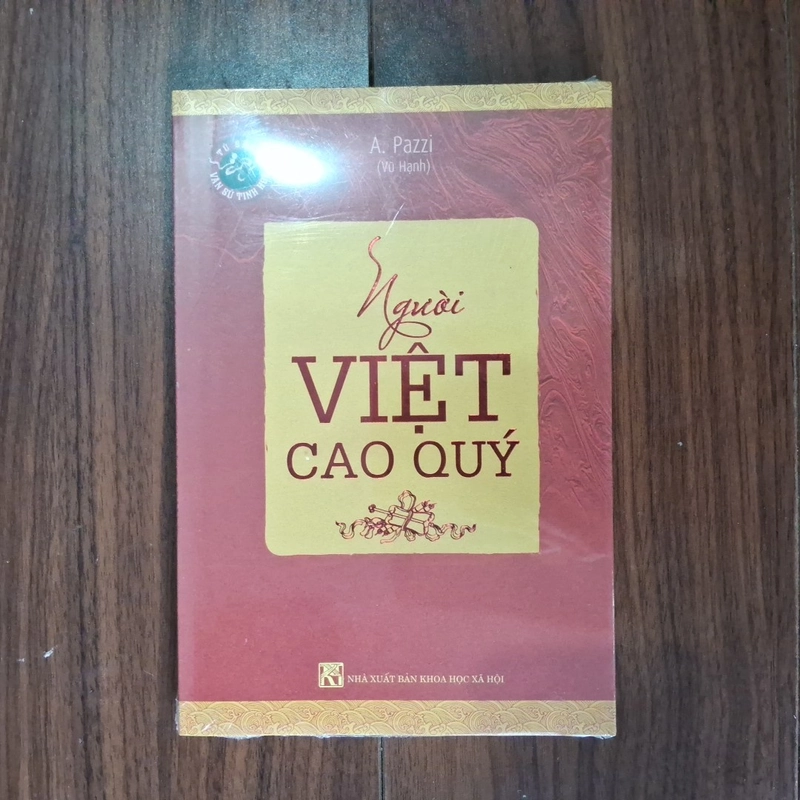 A. Pazzi
(Vũ Hạnh)
Người
VIỆT
CAO QUÝ
NHÀ XUẤT BẢN KHOA HỌC XÃ HỘI